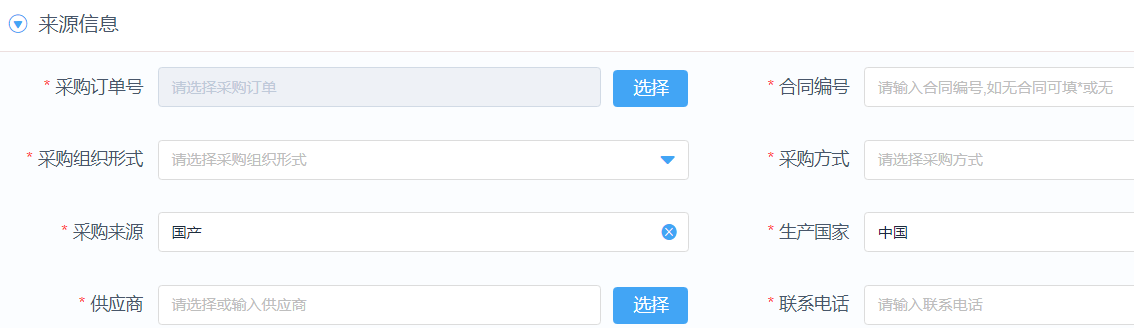 来源信息
* 采购订单号 请选择采购订单 选择 * 合同编号 请输入合同编号,如无合同可填*或无
* 采购组织形式 请选择采购组织形式 * 采购方式 请选择采购方式
* 采购来源 国产 * 生产国家 中国
* 供应商 请选择或输入供应商 选择 * 联系电话 请输入联系电话